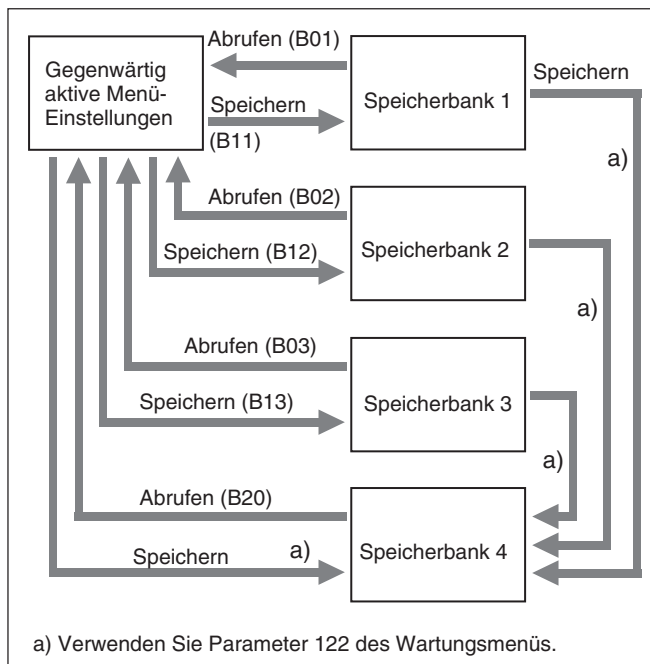 Abrufen (B01)
Gegenwärtig
aktive Menü-
Einstellungen
Speichern
(B11)
Speicherbank 1
Speichern
a)
Abrufen (B02)
Speichern (B12)
Speicherbank 2
a)
Abrufen (B03)
Speichern (B13)
Speicherbank 3
a)
Abrufen (B20)
Speichern
a)
Speicherbank 4
a) Verwenden Sie Parameter 122 des Wartungsmenüs.